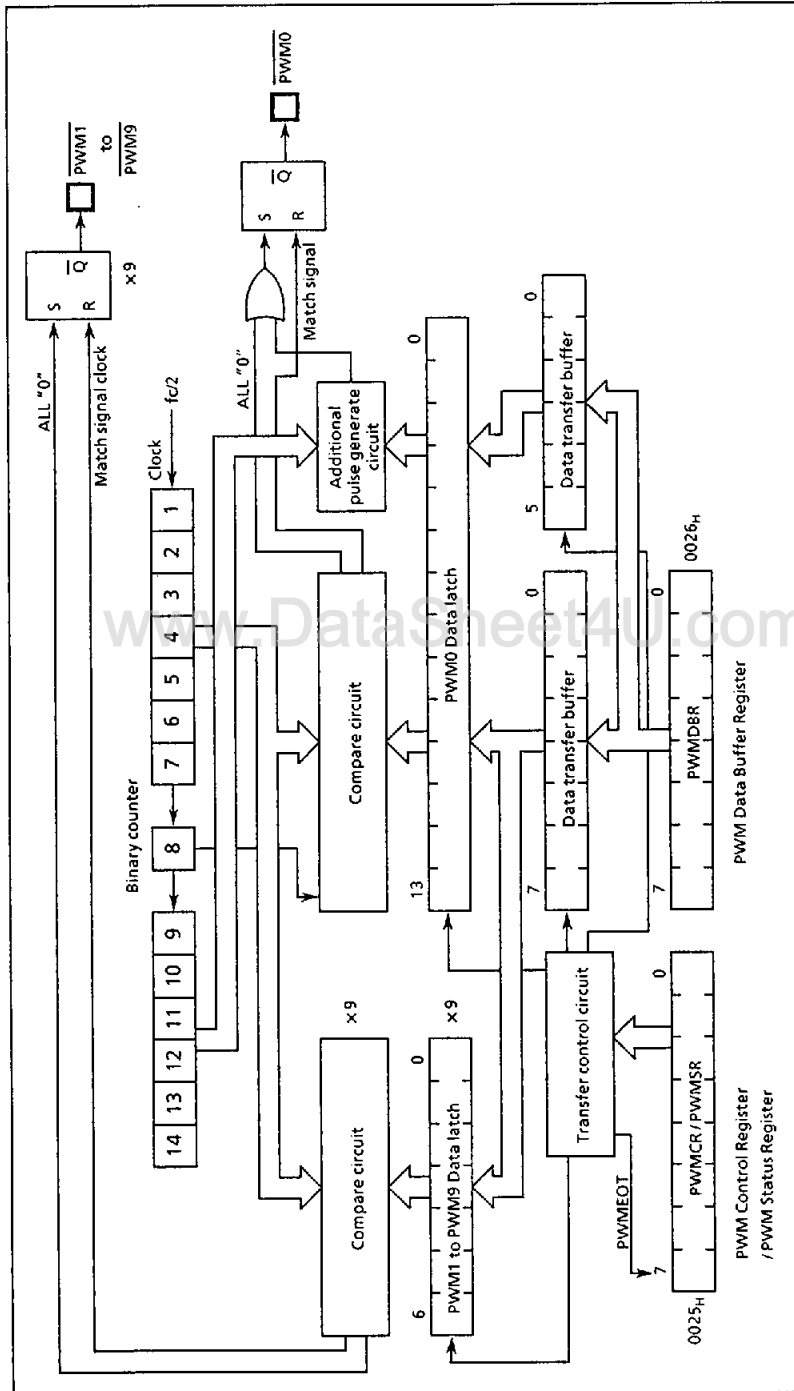 PWM1
to
PWM9
S
R
Q
×9
ALL "0"
Match signal clock
PWM0
S
R
Q
ALL "0"
Match signal
Binary counter
Clock
fc/2
14
13
12
11
10
9
8
7
6
5
4
3
2
1
Compare circuit
×9
Compare circuit
Additional
pulse generate
circuit
6
PWM1 to PWM9 Data latch
0
×9
13
PWM0 Data latch
0
Transfer control circuit
7
Data transfer buffer
0
5
Data transfer buffer
0
PWMEOT
0025H
7
PWMCR / PWMSR
0
PWM Control Register
/ PWM Status Register
7
PWMDBR
0
0026H
PWM Data Buffer Register
www.DataSheet4U.com